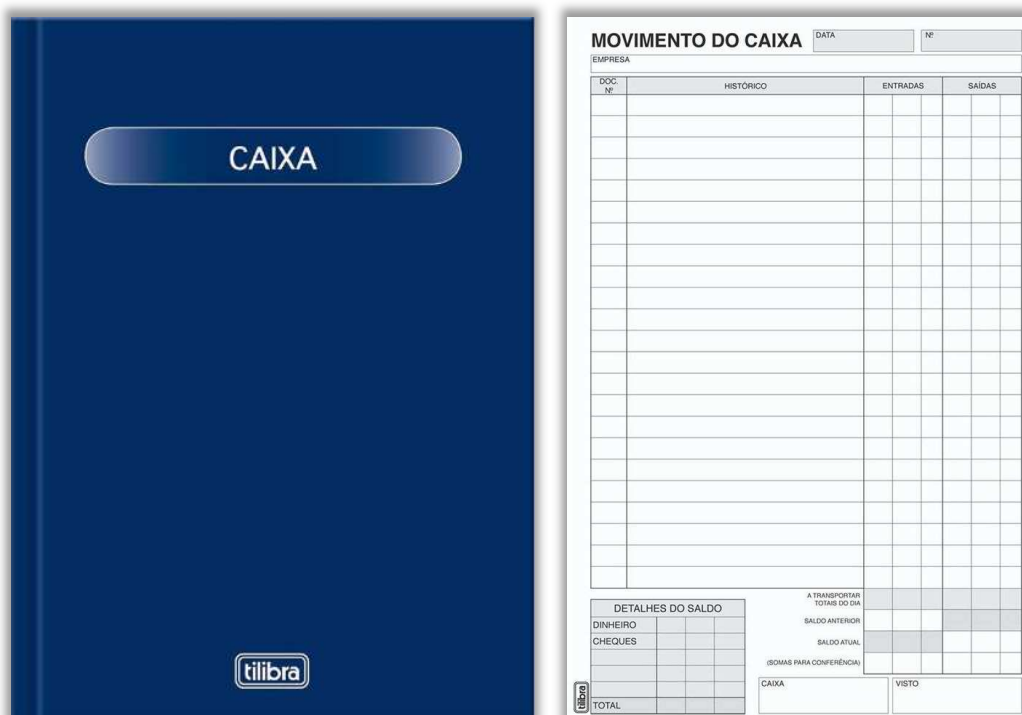 CAIXA
tilibra
MOVIMENTO DO CAIXA
DATA
Nº
EMPRESA
DOC. Nº
HISTÓRICO
ENTRADAS
SAÍDAS
A TRANSPORTAR
TOTAIS DO DIA
SALDO ANTERIOR
SALDO ATUAL
(SOMAS PARA CONFERÊNCIA)
DETALHES DO SALDO
DINHEIRO
CHEQUES
TOTAL
CAIXA
VISTO
tilibra